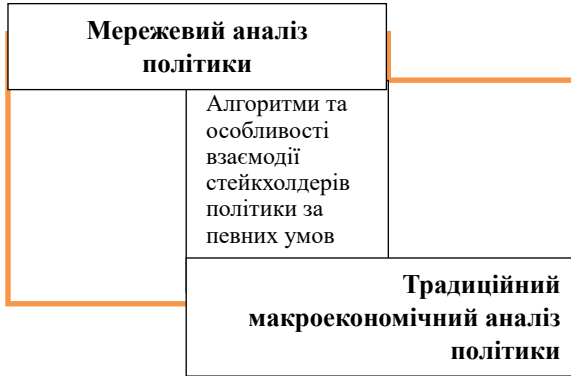 Мережевий аналіз
політики
Алгоритми та
особливості
взаємодії
стейкхолдерів
політики за
певних умов
Традиційний
макроекономічний аналіз
політики